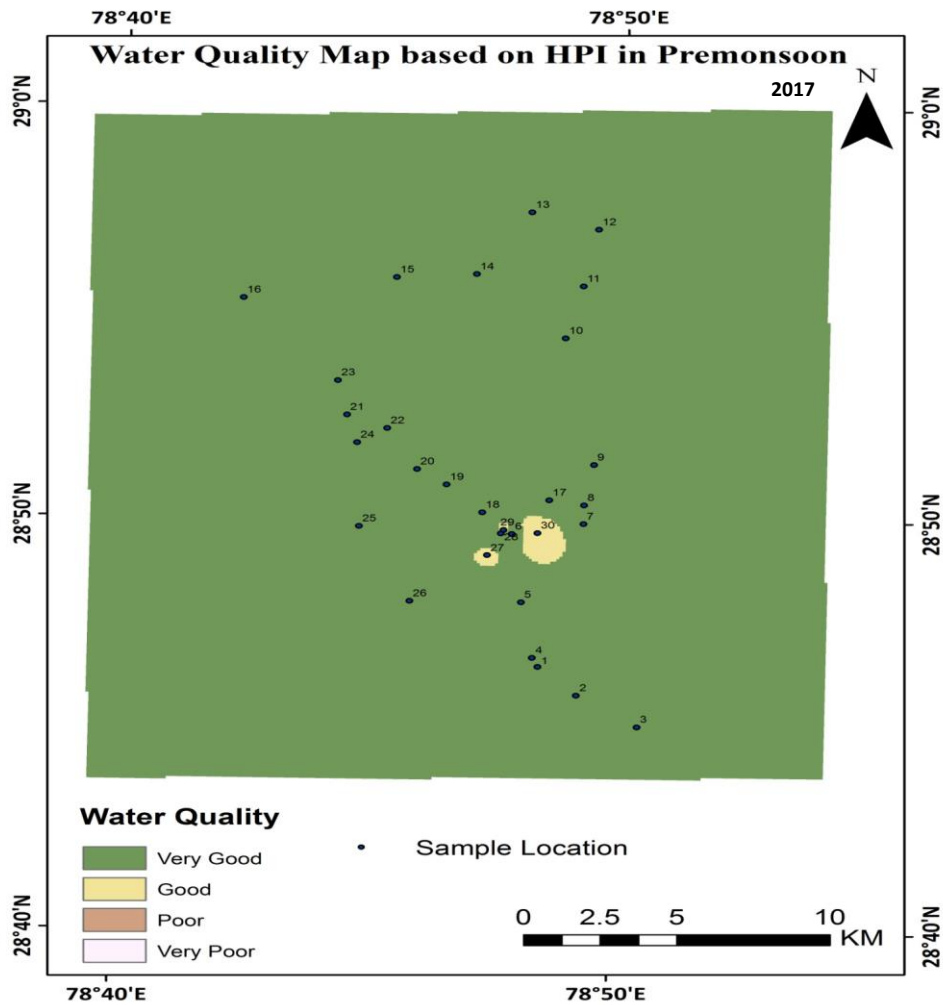 78°40'E 78°50'E
Water Quality Map based on HPI in Premonsoon
2017
N
29°0'N 29°0'N
13
12
14
15
11
16
10
23
21
22
24
20
9
19
17
8
18
28°50'N 28°50'N
7
29
6
30
28
25
27
26
5
4
1
2
3
Water Quality
Very Good
Sample Location
Good
Poor
0 2.5 5 10
KM
Very Poor
28°40'N 28°40'N
78°40'E 78°50'E